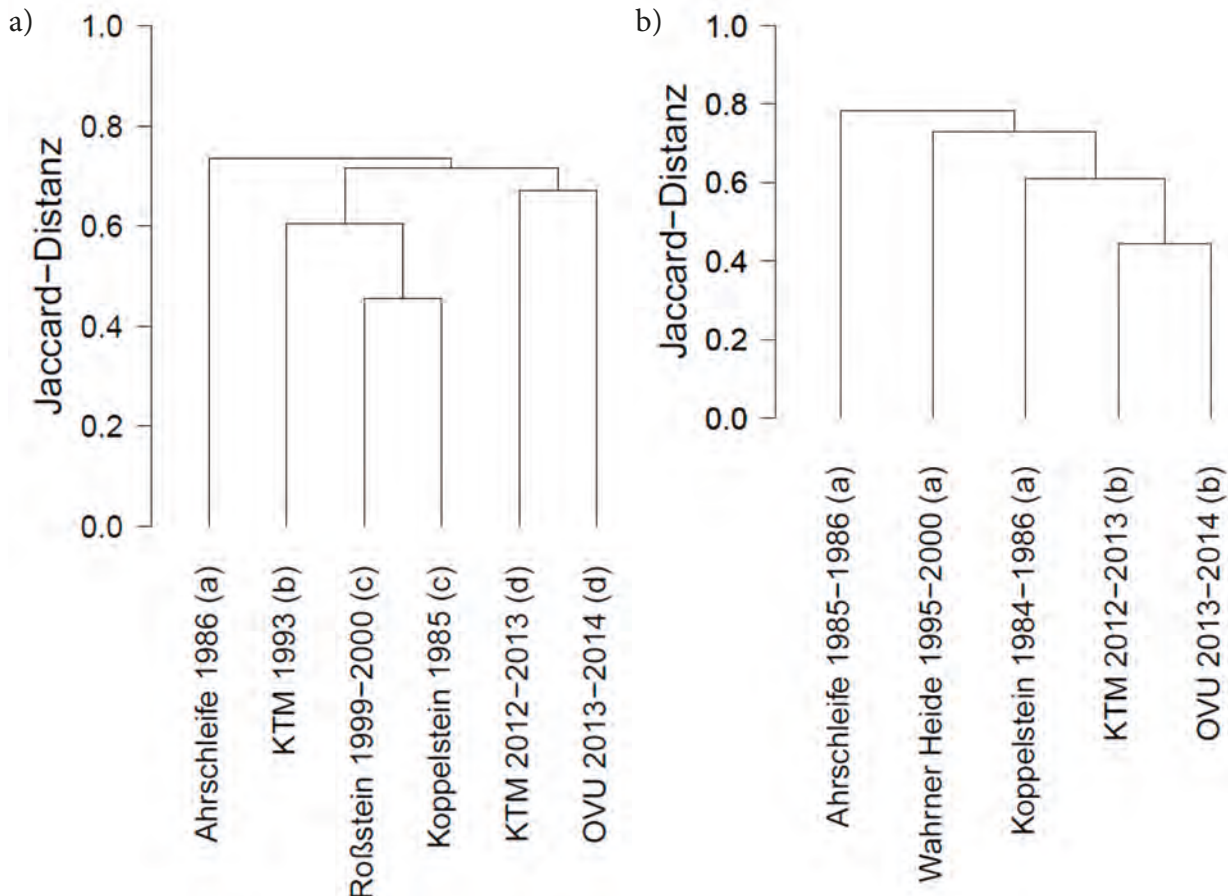 a)
Jaccard−Distanz
1.0
0.8
0.6
0.4
0.2
0.0
Ahrschleife 1986 (a)
KTM 1993 (b)
Roßstein 1999−2000 (c)
Koppelstein 1985 (c)
KTM 2012−2013 (d)
OVU 2013−2014 (d)
b)
Jaccard−Distanz
1.0
0.8
0.6
0.4
0.2
0.0
Ahrschleife 1985−1986 (a)
Wahrner Heide 1995−2000 (a)
Koppelstein 1984−1986 (a)
KTM 2012−2013 (b)
OVU 2013−2014 (b)